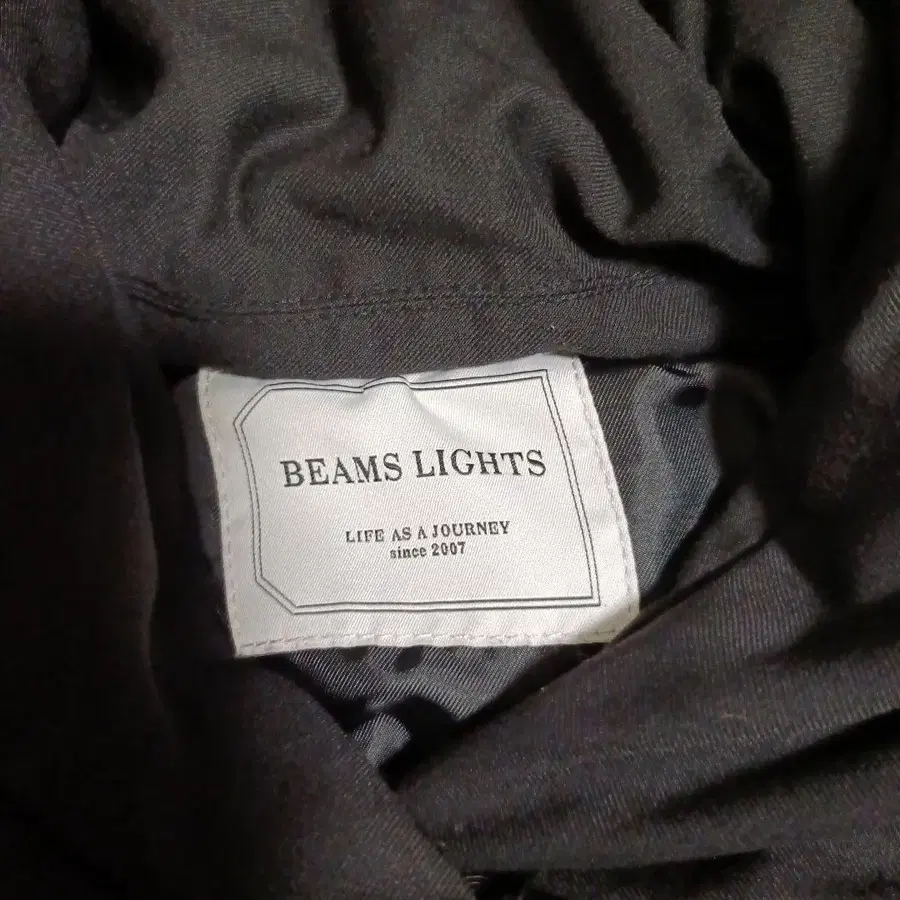 BEAMS LIGHTS
LIFE AS A JOURNEY
since 2007